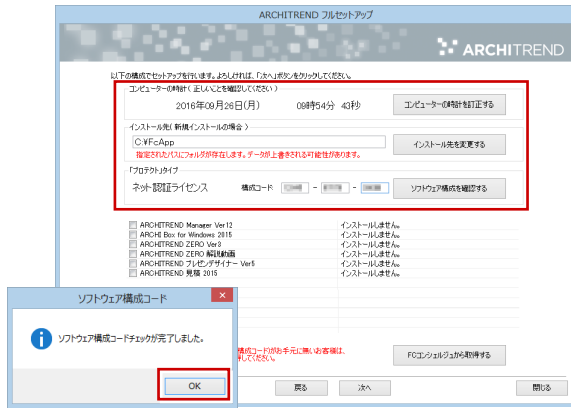 ARCHITREND フルセットアップ
ARCHITREND
以下の構成でセットアップを行います。よろしければ、「次へ」ボタンをクリックしてください。
コンピューターの時計( 正しいことを確認してください )
2016年09月26日(月) 09時54分 43秒 コンピューターの時計を訂正する
インストール先( 新規インストールの場合 )
C:¥FcApp インストール先を変更する
指定されたパスにフォルダが存在します。データが上書きされる可能性があります。
「プロテクト」タイプ
ネット認証ライセンス 構成コード - - ソフトウェア構成を確認する
ARCHITREND Manager Ver12 インストールしません。
ARCHI Box for Windows 2015 インストールしません。
ARCHITREND ZERO Ver3 インストールしません。
ARCHITREND ZERO 解説動画 インストールしません。
ARCHITREND プレゼンデザイナー Ver5 インストールしません。
ARCHITREND 見積 2015 インストールしません。
ソフトウェア構成コード
ソフトウェア構成コードチェックが完了しました。
OK
構成コード)がお手元に無いお客様は、
してください。
FCコンシェルジュから取得する
戻る 次へ 閉じる